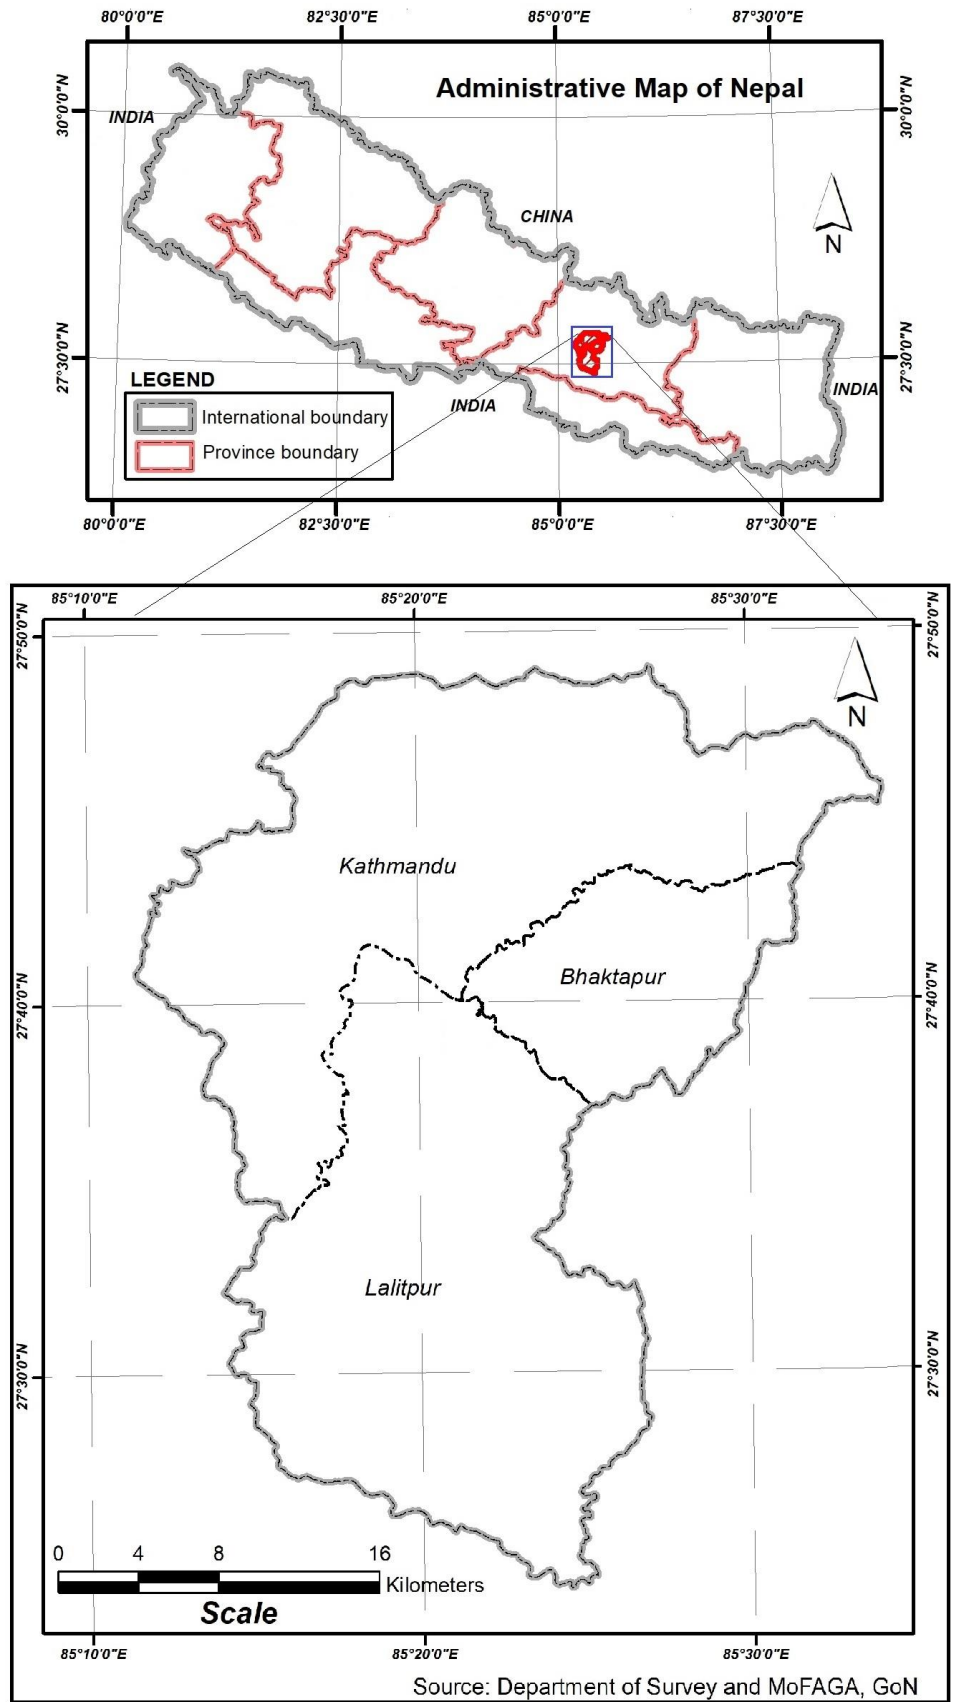 80°0'0"E 82°30'0"E 85°0'0"E 87°30'0"E
Administrative Map of Nepal
30°0'0"N
30°0'0"N
INDIA
CHINA
N
27°30'0"N
27°30'0"N
INDIA
INDIA
LEGEND
International boundary
Province boundary
80°0'0"E 82°30'0"E 85°0'0"E 87°30'0"E
85°10'0"E 85°20'0"E 85°30'0"E
27°50'0"N
27°50'0"N
N
Kathmandu
Bhaktapur
27°40'0"N
27°40'0"N
Lalitpur
27°30'0"N
27°30'0"N
0 4 8 16
Kilometers
Scale
85°10'0"E 85°20'0"E 85°30'0"E
Source: Department of Survey and MoFAGA, GoN